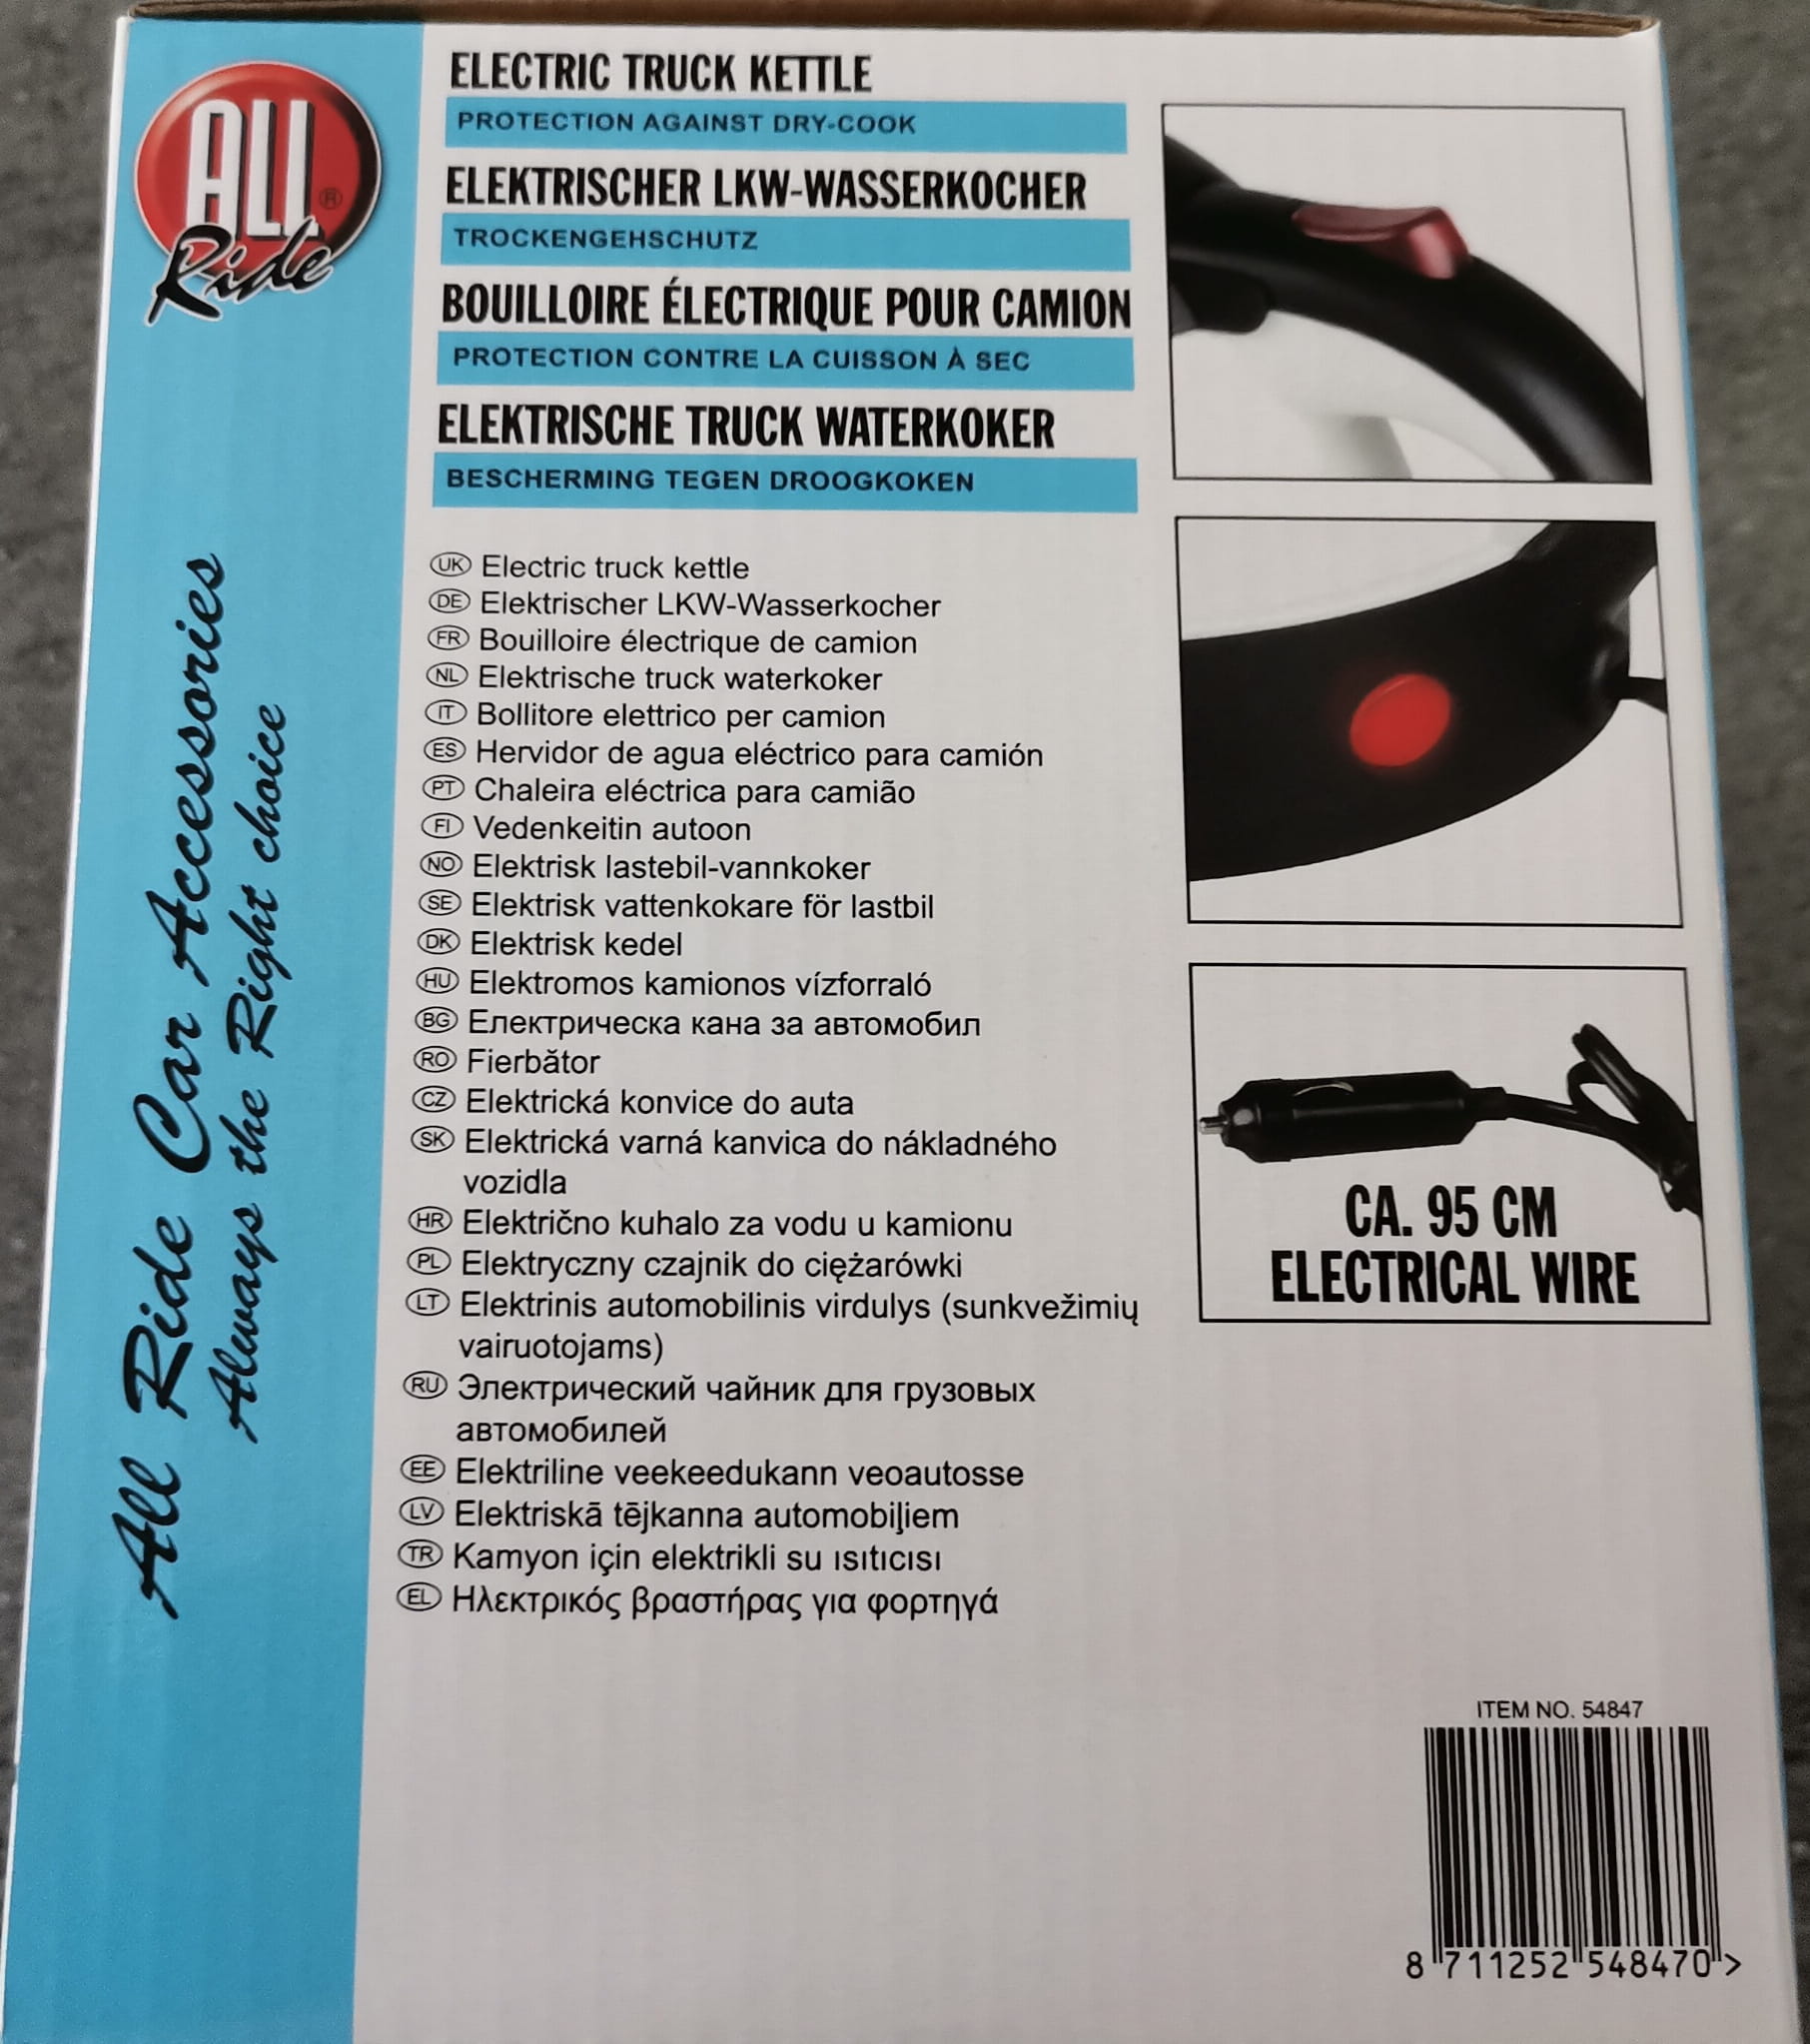 ALL
®
Ride
All Ride Car Accessories
Always the Right choice
ELECTRIC TRUCK KETTLE
PROTECTION AGAINST DRY-COOK
ELEKTRISCHER LKW-WASSERKOCHER
TROCKENGEHSCHUTZ
BOUILLOIRE ÉLECTRIQUE POUR CAMION
PROTECTION CONTRE LA CUISSON À SEC
ELEKTRISCHE TRUCK WATERKOKER
BESCHERMING TEGEN DROOGKOKEN
UK Electric truck kettle
DE Elektrischer LKW-Wasserkocher
FR Bouilloire électrique de camion
NL Elektrische truck waterkoker
IT Bollitore elettrico per camion
ES Hervidor de agua eléctrico para camión
PT Chaleira eléctrica para camião
FI Vedenkeitin autoon
NO Elektrisk lastebil-vannkoker
SE Elektrisk vattenkokare för lastbil
DK Elektrisk kedel
HU Elektromos kamionos vízforraló
BG Електрическа кана за автомобил
RO Fierbător
CZ Elektrická konvice do auta
SK Elektrická varná kanvica do nákladného
vozidla
HR Električno kuhalo za vodu u kamionu
PL Elektryczny czajnik do ciężarówki
LT Elektrinis automobilinis virdulys (sunkvežimių
vairuotojams)
RU Электрический чайник для грузовых
автомобилей
EE Elektriline veekeedukann veoautosse
LV Elektriskā tējkanna automobiļiem
TR Kamyon için elektrikli su ısıtıcısı
EL Ηλεκτρικός βραστήρας για φορτηγά
CA. 95 CM
ELECTRICAL WIRE
ITEM NO. 54847
8 711252 548470 >